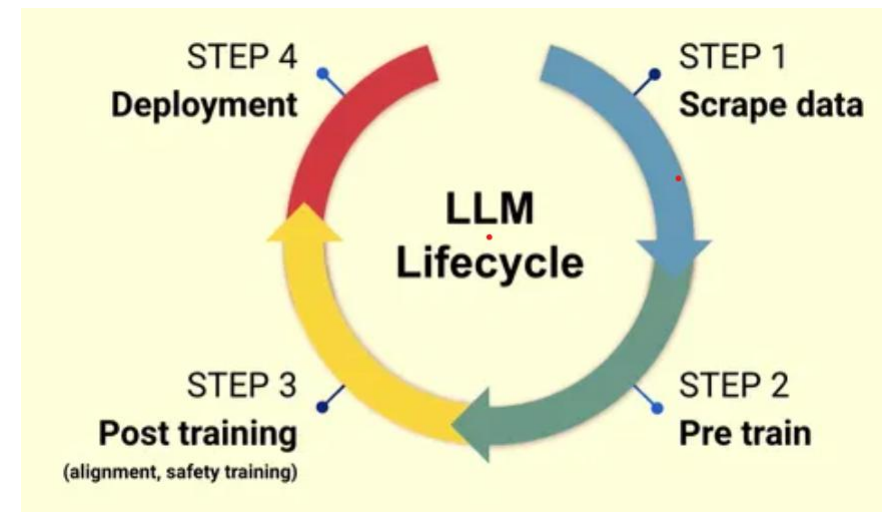 STEP 4
Deployment
STEP 1
Scrape data
LLM
Lifecycle
STEP 3
Post training
(alignment, safety training)
STEP 2
Pre train